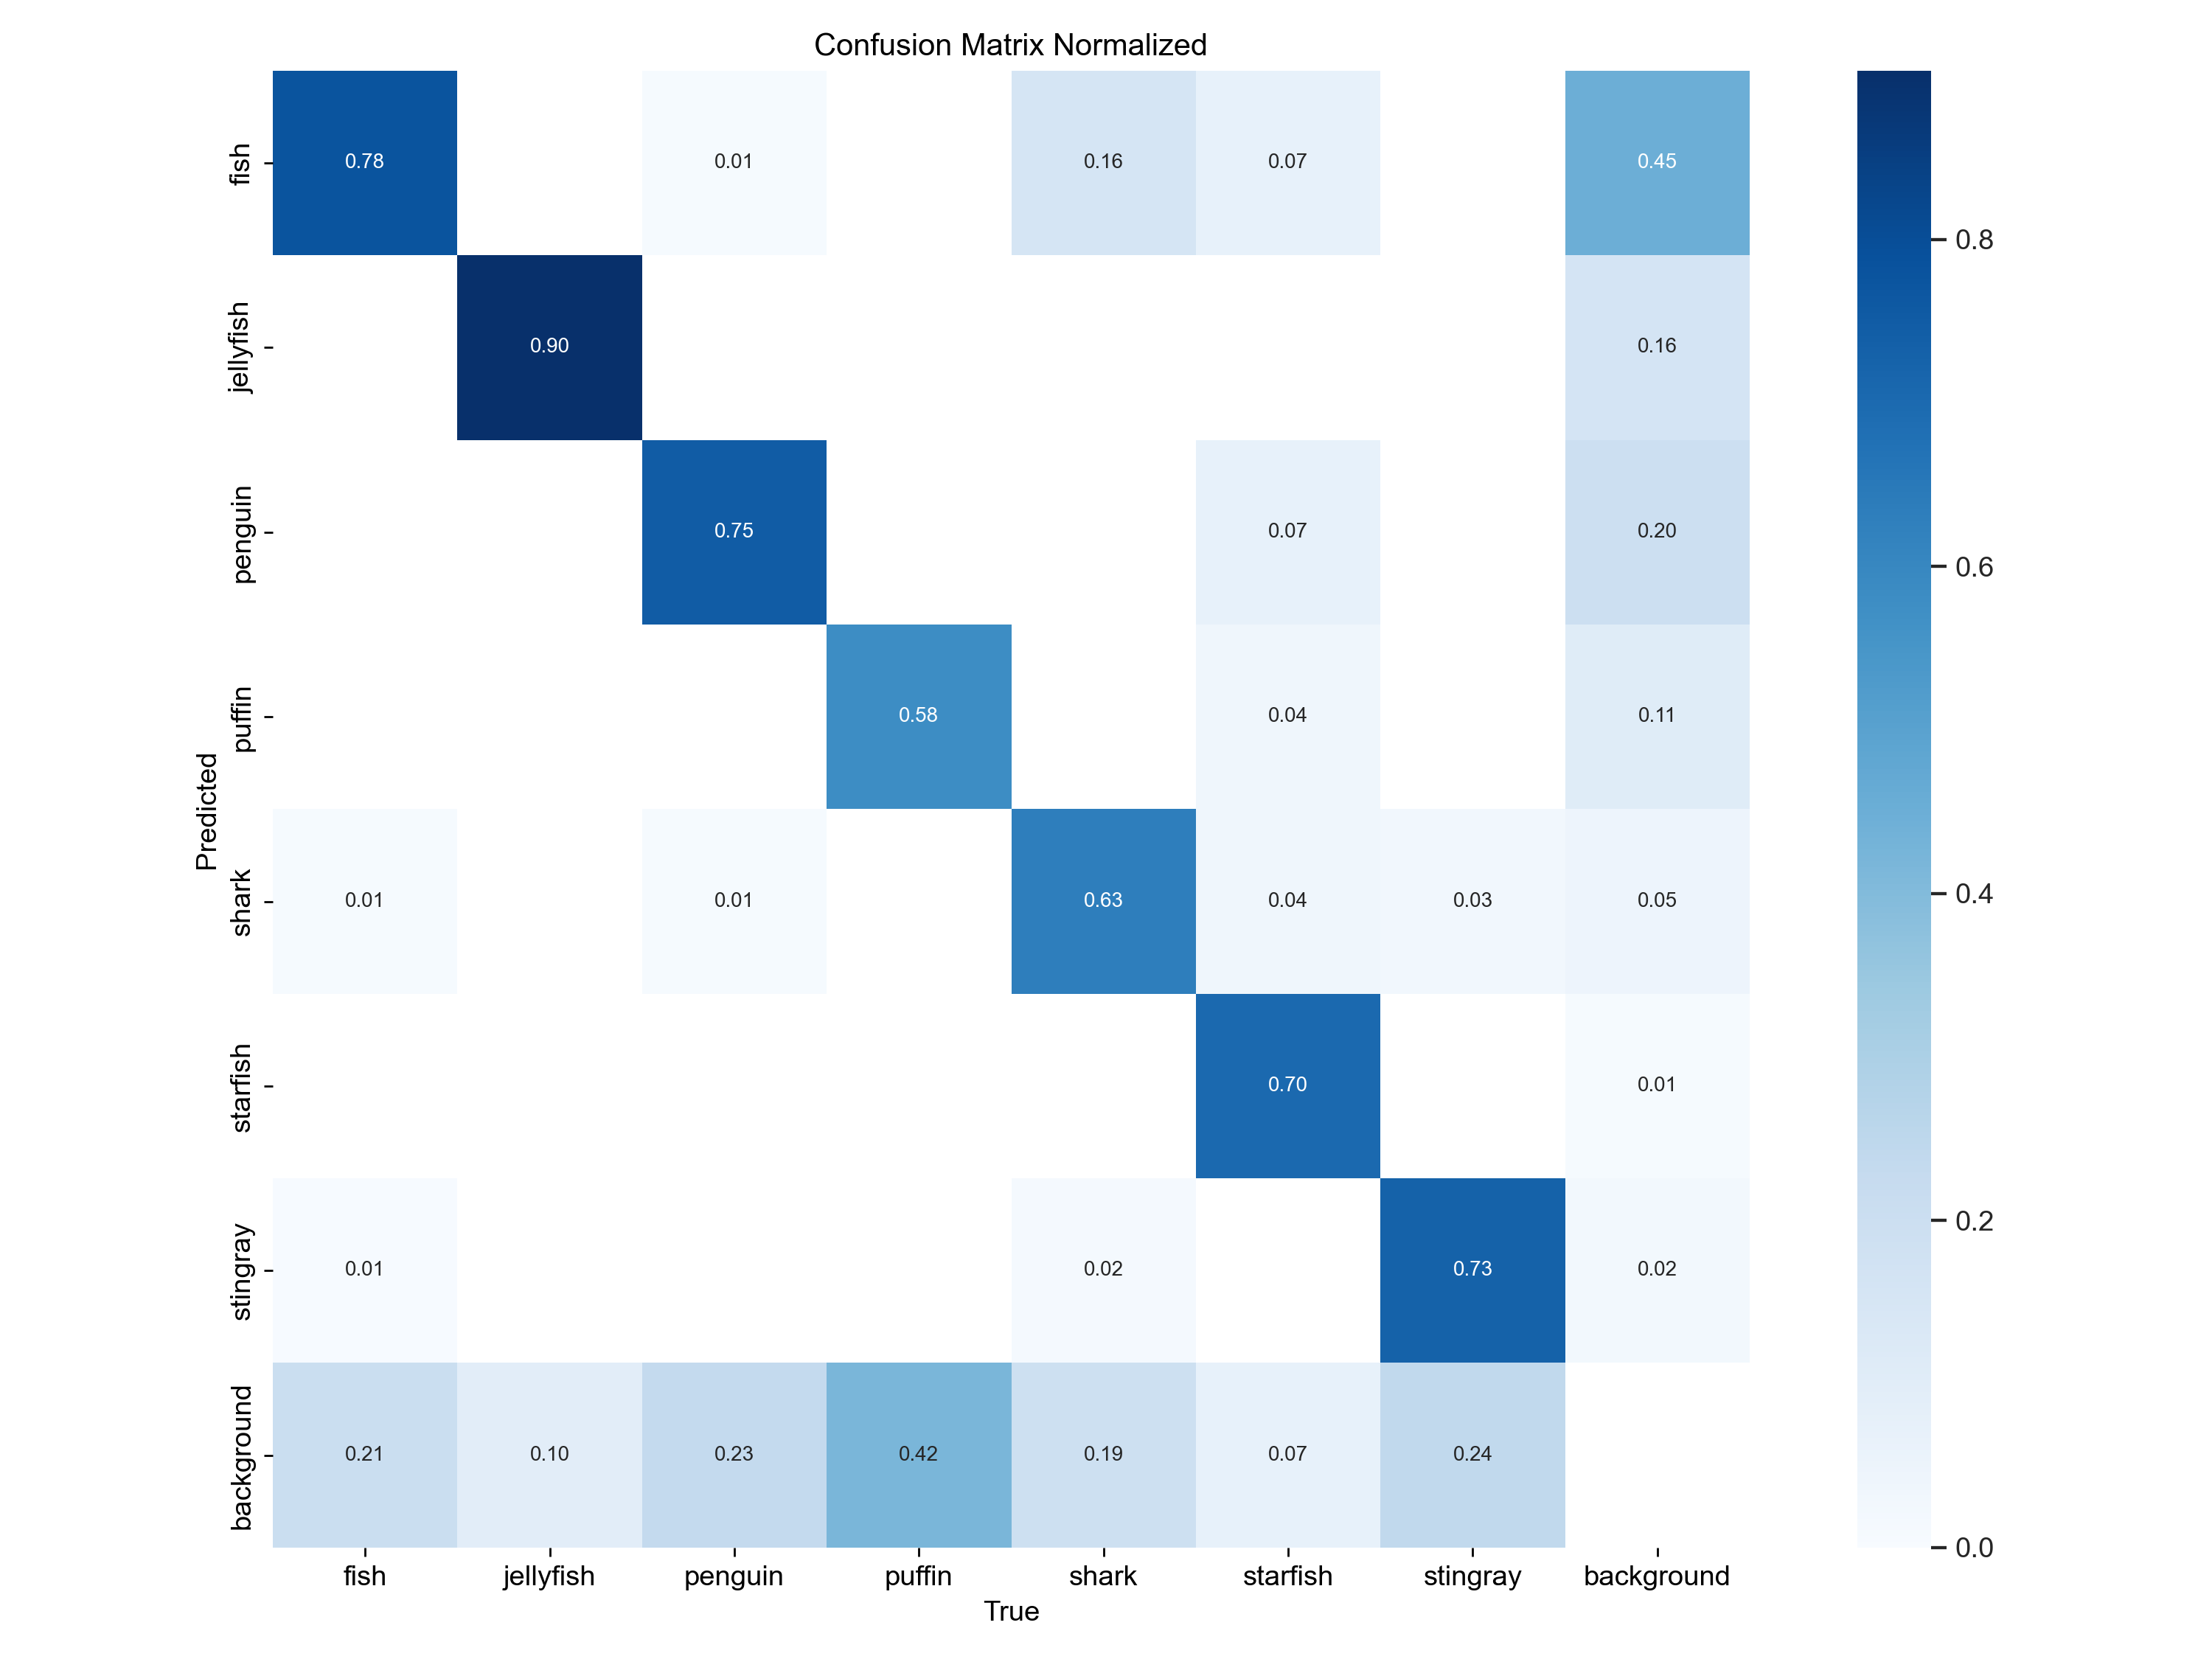 Confusion Matrix Normalized
fish 0.78 0.01 0.16 0.07 0.45
jellyfish 0.90 0.16
penguin 0.75 0.07 0.20
puffin 0.58 0.04 0.11
shark 0.01 0.01 0.63 0.04 0.03 0.05
starfish 0.70 0.01
stingray 0.01 0.02 0.73 0.02
background 0.21 0.10 0.23 0.42 0.19 0.07 0.24
Predicted
fish jellyfish penguin puffin shark starfish stingray background
True
0.8
0.6
0.4
0.2
0.0